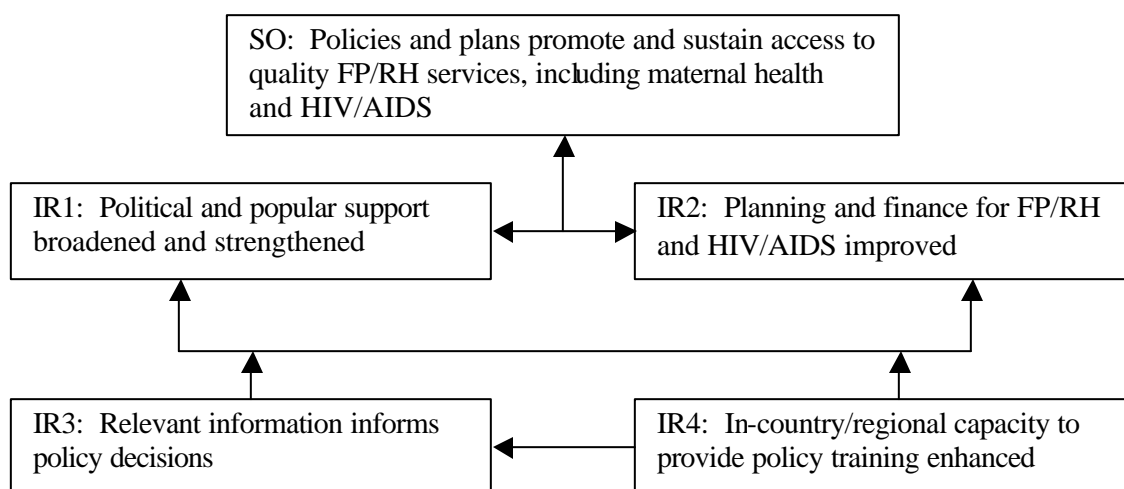 SO: Policies and plans promote and sustain access to
quality FP/RH services, including maternal health
and HIV/AIDS
IR1: Political and popular support
broadened and strengthened
IR2: Planning and finance for FP/RH
and HIV/AIDS improved
IR3: Relevant information informs
policy decisions
IR4: In-country/regional capacity to
provide policy training enhanced